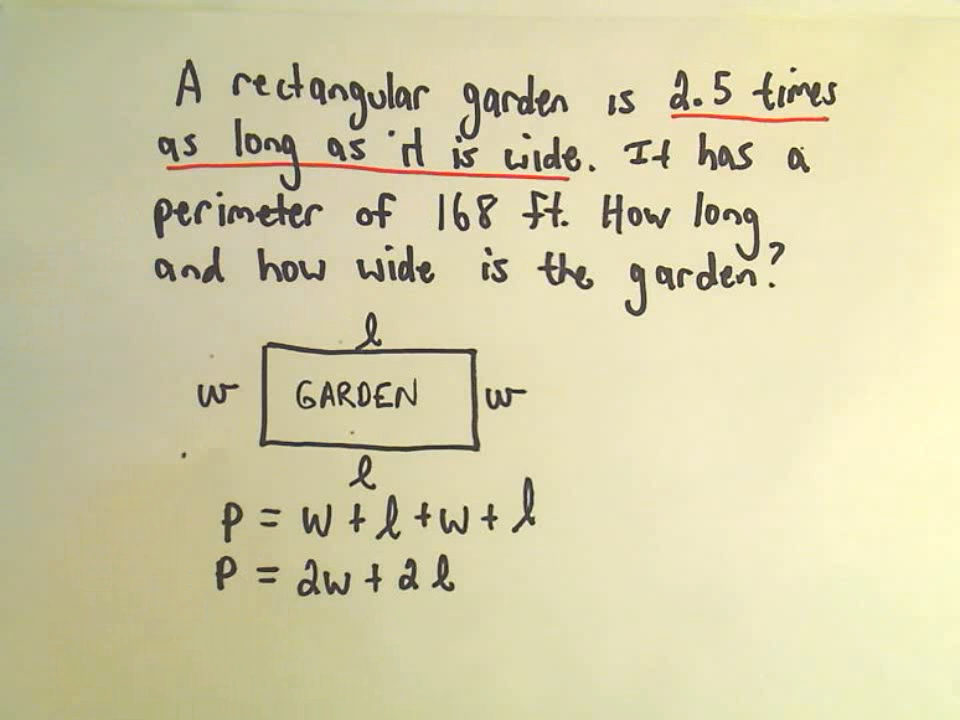 A rectangular garden is 2.5 times
as long as it is wide. It has a
perimeter of 168 ft. How long
and how wide is the garden?
l
w GARDEN w
l
P = w + l + w + l
P = 2w + 2l